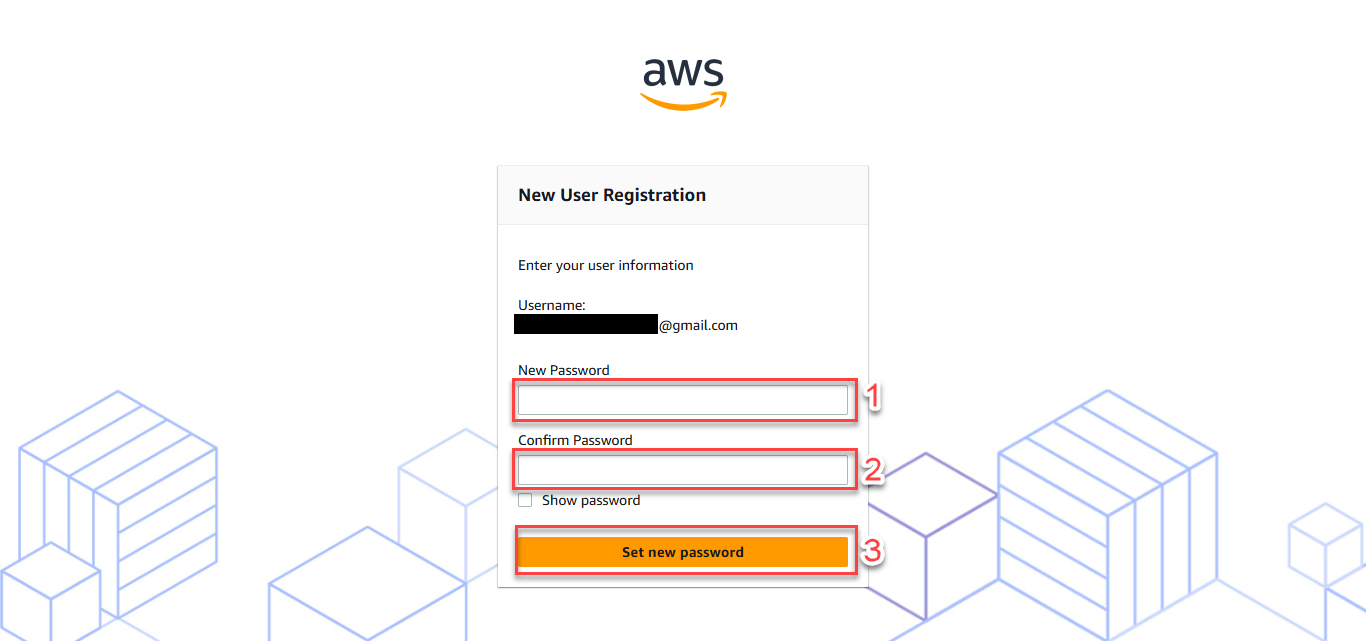 aws
New User Registration
Enter your user information
Username:
@gmail.com
New Password
1
Confirm Password
2
Show password
Set new password
3